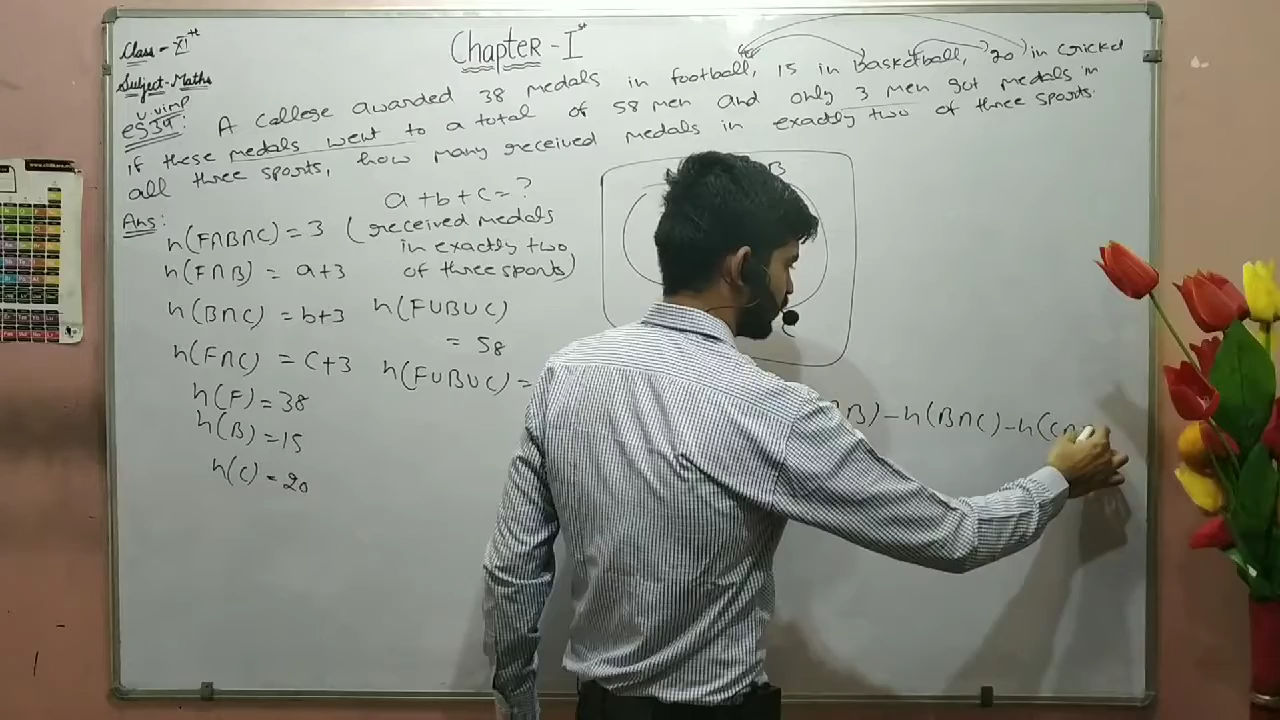 Class - XI th
Chapter - I st
Subject - Maths
v.v.imp
A college awarded 38 medals in football, 15 in Basketball, 20 in cricket
if these medals went to a total of 58 men and only 3 men got medals in
all three sports, how many received medals in exactly two of three sports.
Ans:
a + b + c = ?
n(F∩B∩C) = 3 (received medals
in exactly two
of three sports)
n(F∩B) = a+3
n(B∩C) = b+3
n(F∪B∪C)
= 58
n(F∩C) = c+3
n(F∪B∪C) =
n(F) = 38
n(B) = 15
n(C) = 20
B
B) - n(B∩C) - n(C∩